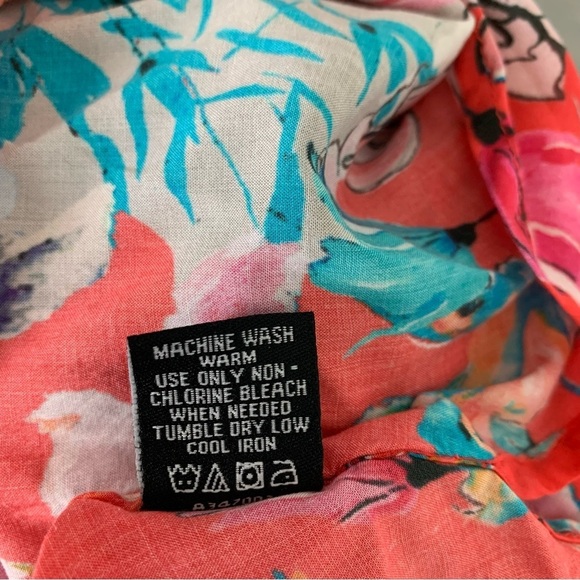 MACHINE WASH
WARM
USE ONLY NON -
CHLORINE BLEACH
WHEN NEEDED
TUMBLE DRY LOW
COOL IRON